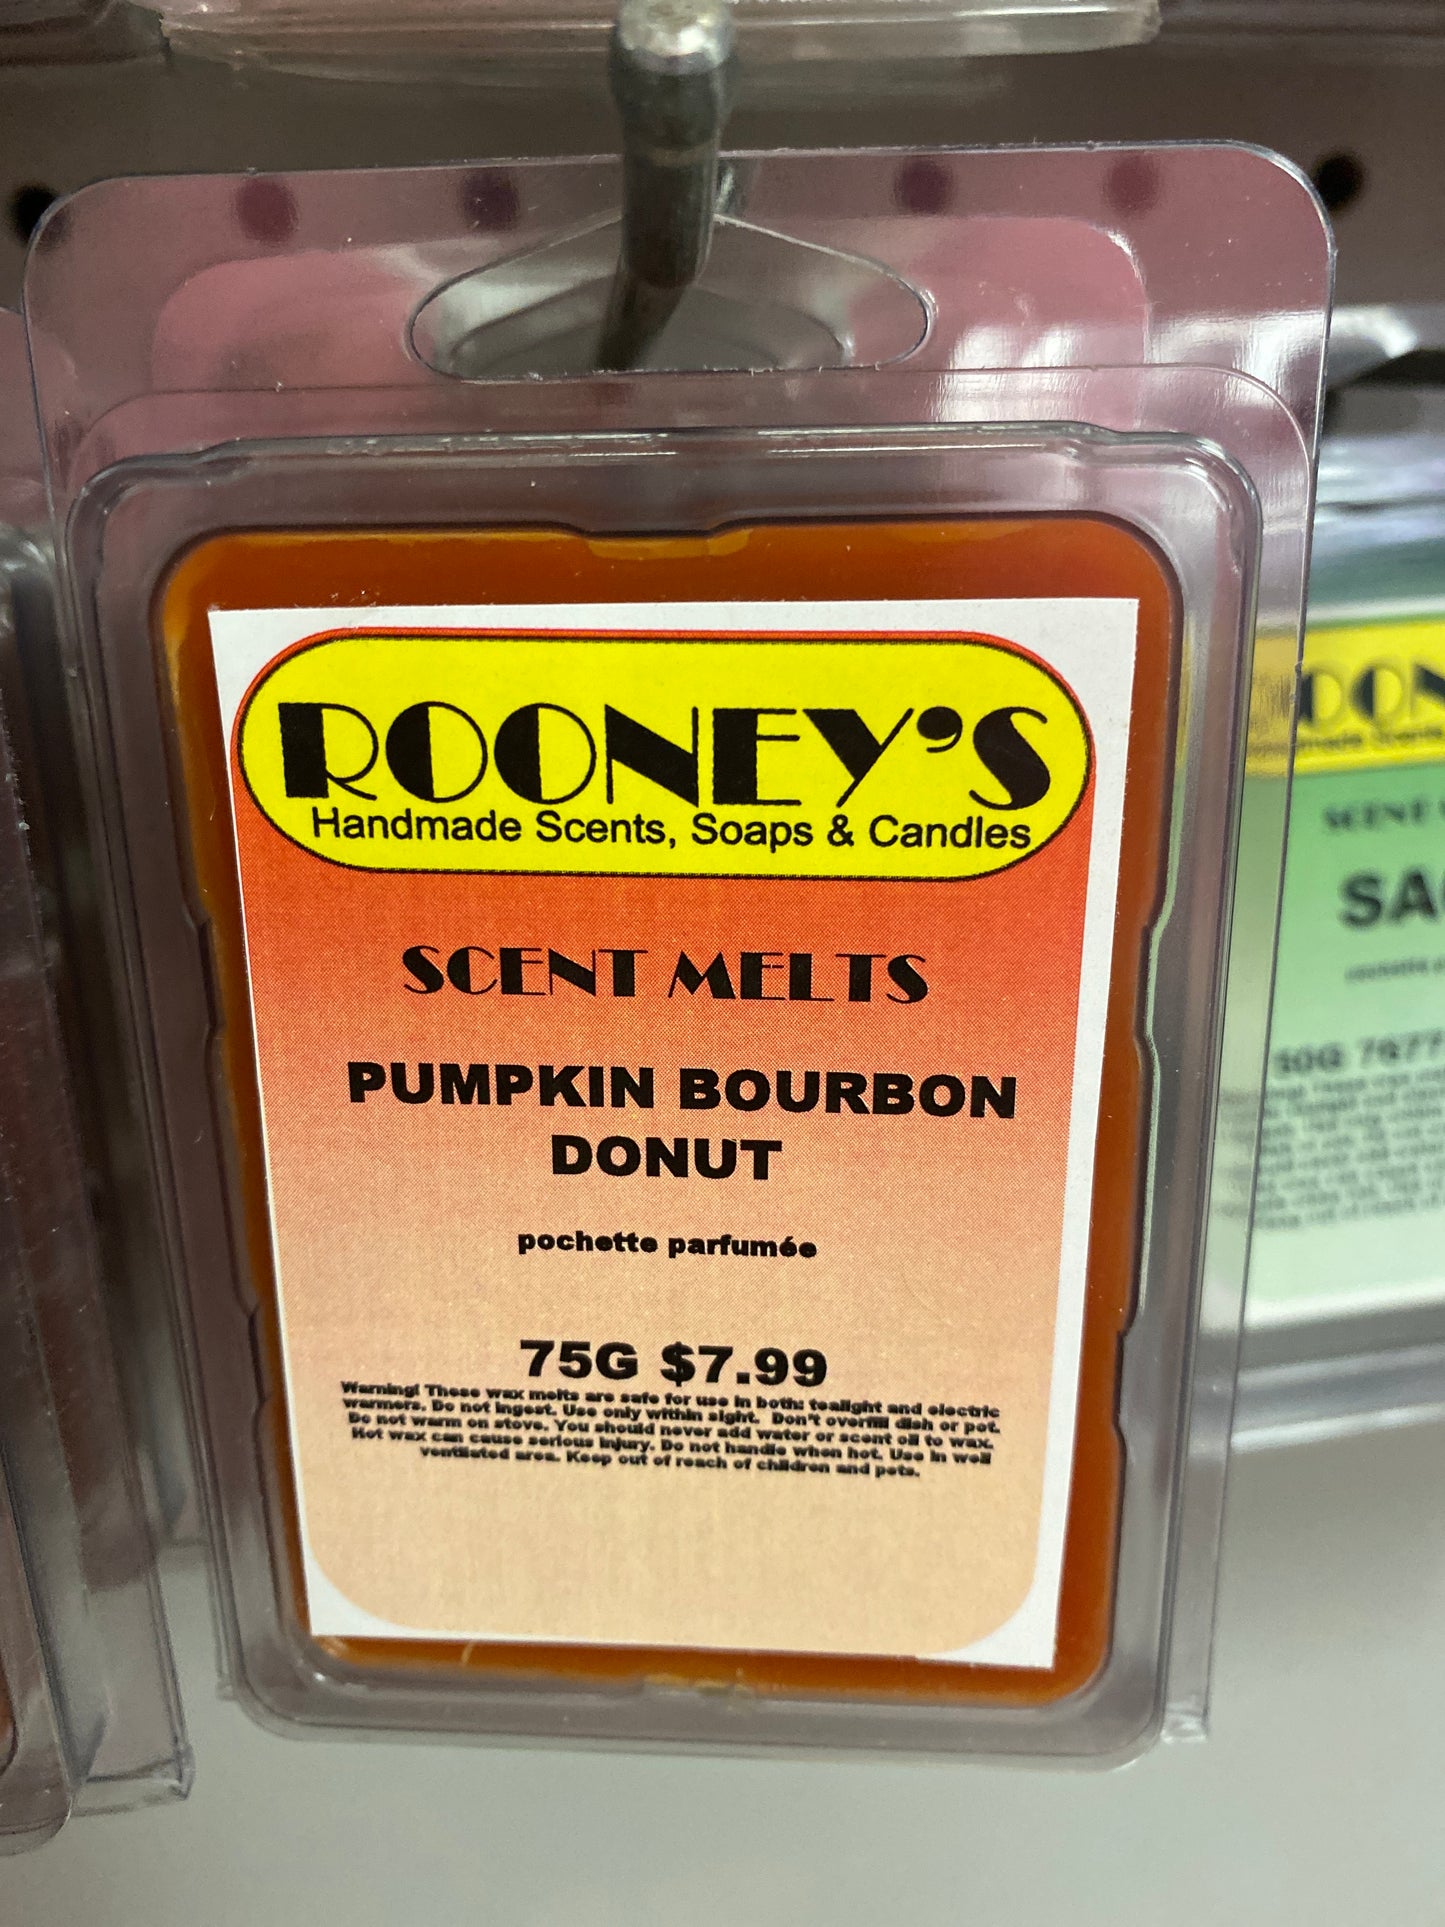 ROONEY'S
Handmade Scents, Soaps & Candles
SCENT MELTS
PUMPKIN BOURBON
DONUT
pochette parfumée
75G $7.99
Warning! These wax melts are safe for use in both: tealight and electric
warmers. Do not ingest. Use only within sight. Don't overfill dish or pot.
Do not warm on stove. You should never add water or scent oil to wax.
Hot wax can cause serious injury. Do not handle when hot. Use in well
ventilated area. Keep out of reach of children and pets.
SCENT